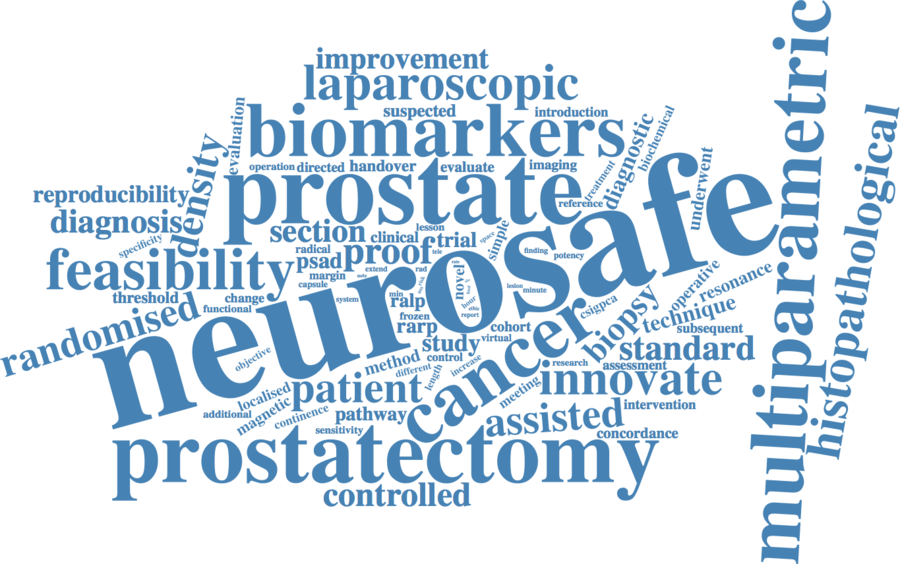 improvement
laparoscopic
suspected
introduction
biomarkers
evaluation
multiparametric
histopathological
biochemical
diagnostic
treatment
operation
directed
handover
evaluate
imaging
prostate
reference
underwent
density
reproducibility
diagnosis
specificity
section
clinical
lesson
trial
space
simple
radical
proof
tele
finding
potency
psad
feasibility
margin
extend
rad
novel
capsule
note
lesion
minute
threshold
change
functional
system
min
ralp
hour
report
frozen
rarp
cohort
csigpca
operative
resonance
technique
biopsy
subsequent
randomised
neurosafe
objective
study
virtual
standard
method
control
different
increase
length
research
assessment
cancer
localised
magnetic
additional
continence
patient
pathway
meeting
innovate
intervention
assisted
sensitivity
concordance
prostatectomy
controlled